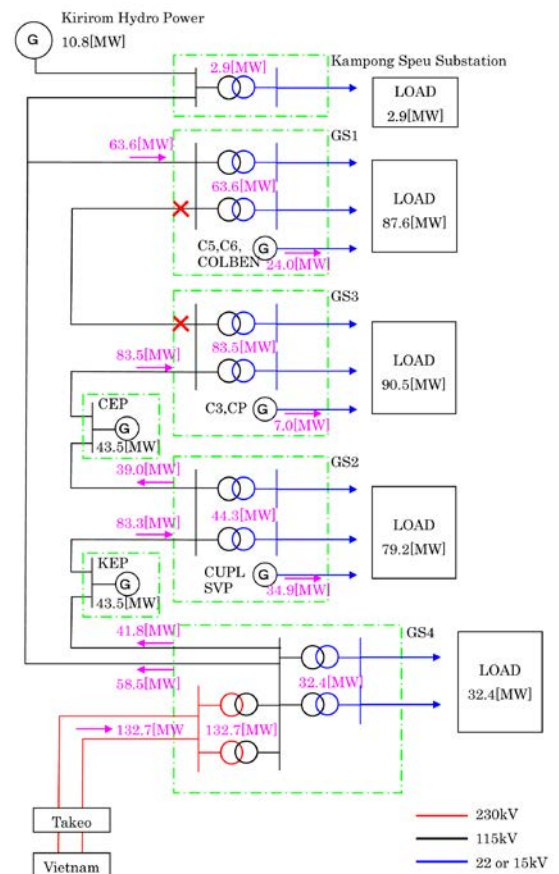 Kirirom Hydro Power
G
10.8[MW]
Kampong Speu Substation
2.9[MW]
LOAD
2.9[MW]
GS1
63.6[MW]
63.6[MW]
LOAD
87.6[MW]
C5,C6,
COLBEN
G
24.0[MW]
GS3
83.5[MW]
83.5[MW]
LOAD
90.5[MW]
C3,CP
G
7.0[MW]
CEP
G
43.5[MW]
GS2
39.0[MW]
44.3[MW]
83.3[MW]
LOAD
79.2[MW]
CUPL
SVP
G
34.9[MW]
KEP
G
43.5[MW]
GS4
41.8[MW]
58.5[MW]
32.4[MW]
LOAD
32.4[MW]
132.7[MW
132.7[MW]
Takeo
Vietnam
230kV
115kV
22 or 15kV